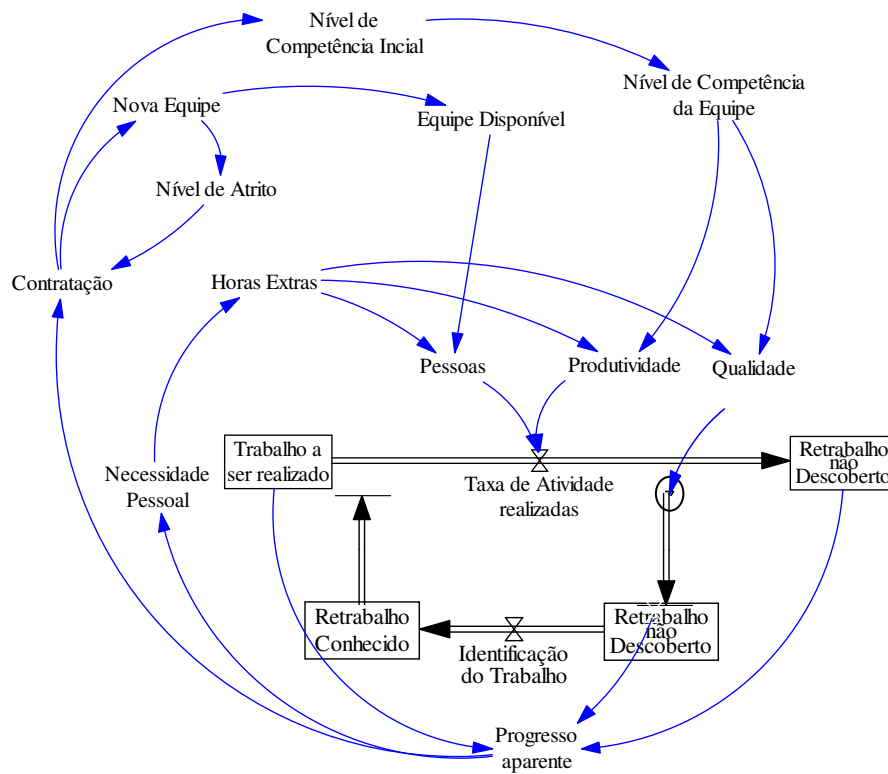 Nível de
Competência Incial
Nível de Competência
da Equipe
Nova Equipe
Equipe Disponível
Nível de Atrito
Contratação
Horas Extras
Pessoas
Produtividade
Qualidade
Trabalho a
ser realizado
Retrabalho
não
Descoberto
Necessidade
Pessoal
Taxa de Atividade
realizadas
Retrabalho
Conhecido
Retrabalho
não
Descoberto
Identificação
do Trabalho
Progresso
aparente